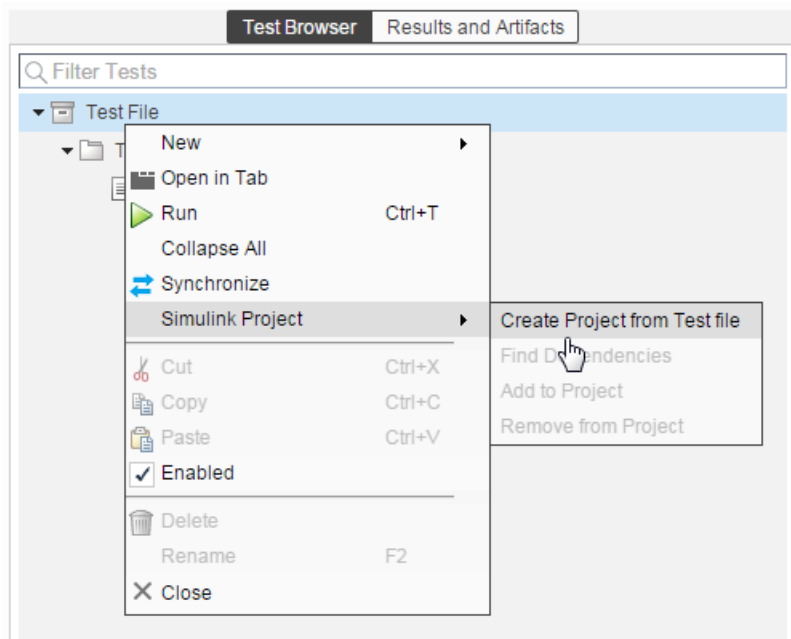 Test Browser Results and Artifacts
Filter Tests
Test File
T
New
Open in Tab
Run Ctrl+T
Collapse All
Synchronize
Simulink Project
Create Project from Test file
Find Dependencies
Add to Project
Remove from Project
Cut Ctrl+X
Copy Ctrl+C
Paste Ctrl+V
Enabled
Delete
Rename F2
Close